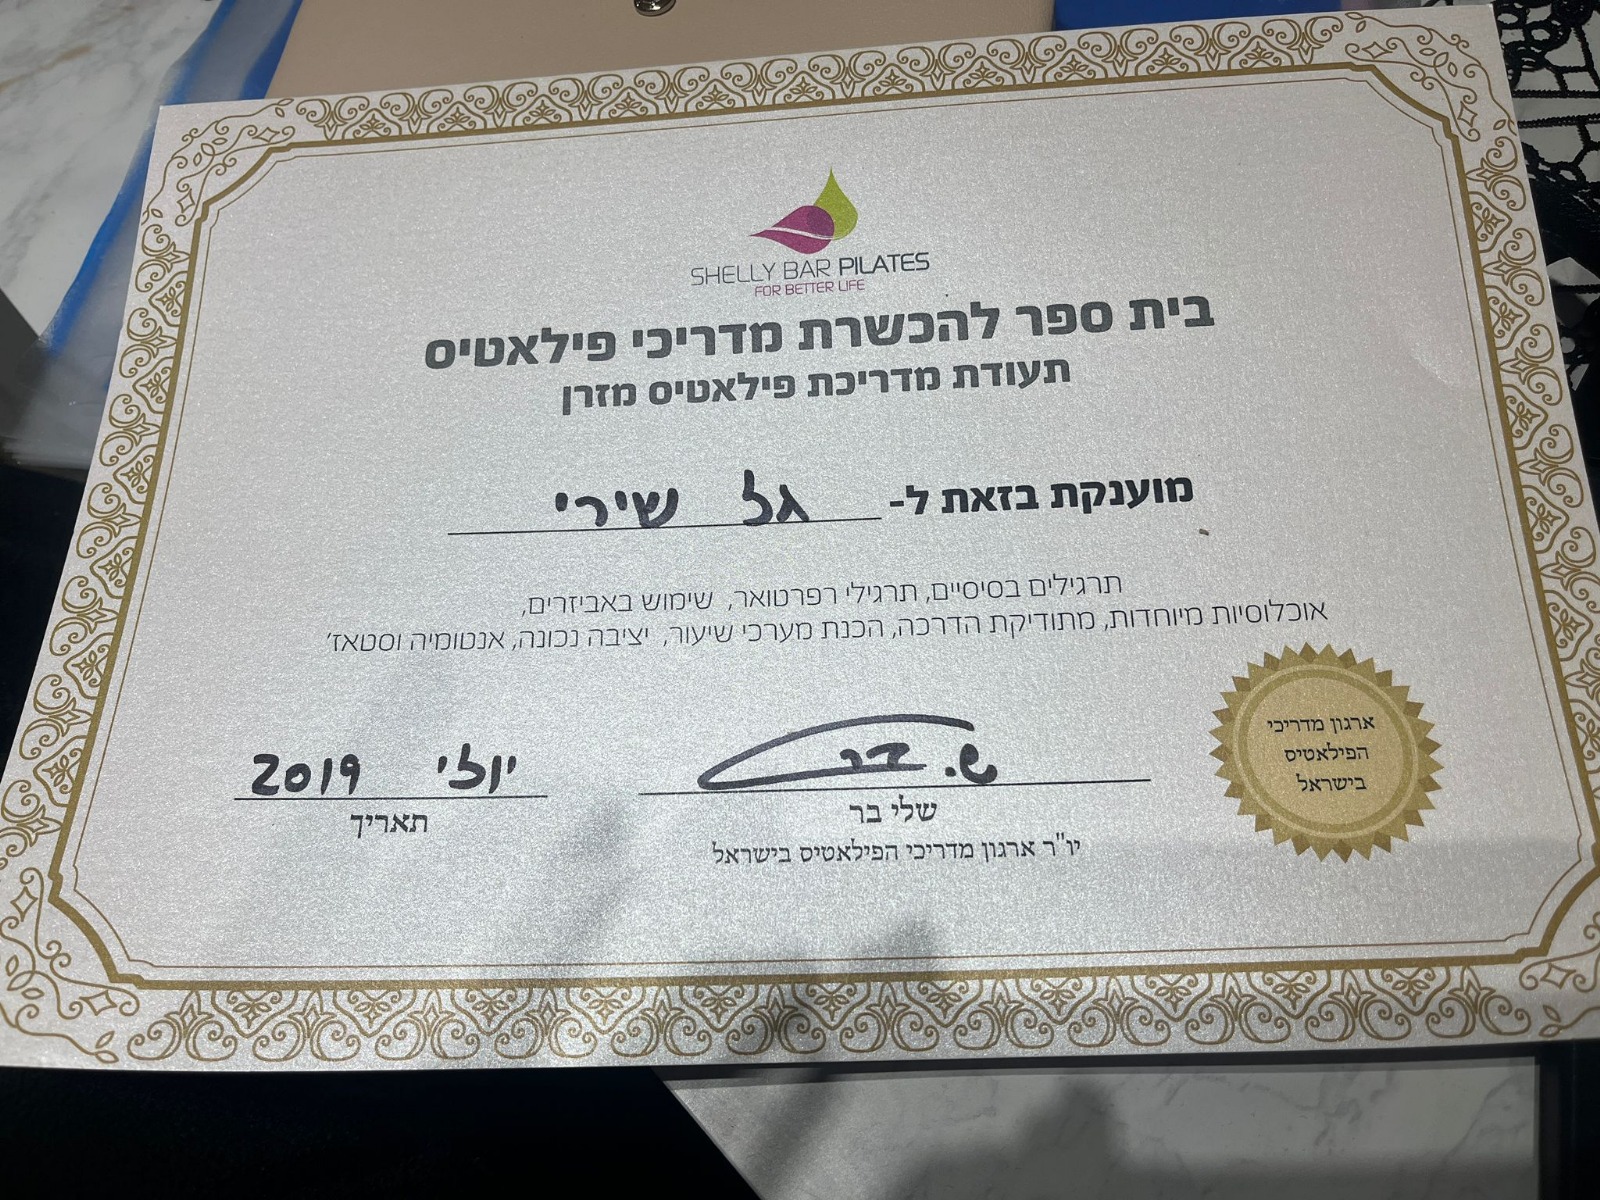 SHELLY BAR PILATES
FOR BETTER LIFE
בית ספר להכשרת מדריכי פילאטיס
תעודת מדריכת פילאטיס מזרן
מוענקת בזאת ל- גל שירי
תרגילים בסיסיים, תרגילי רפרטואר, שימוש באביזרים,
אוכלוסיות מיוחדות, מתודיקת הדרכה, הכנת מערכי שיעור, יציבה נכונה, אנטומיה וסטאז'
ארגון מדריכי
הפילאטיס
בישראל
ש. בר
שלי בר
יו"ר ארגון מדריכי הפילאטיס בישראל
יולי 2019
תאריך